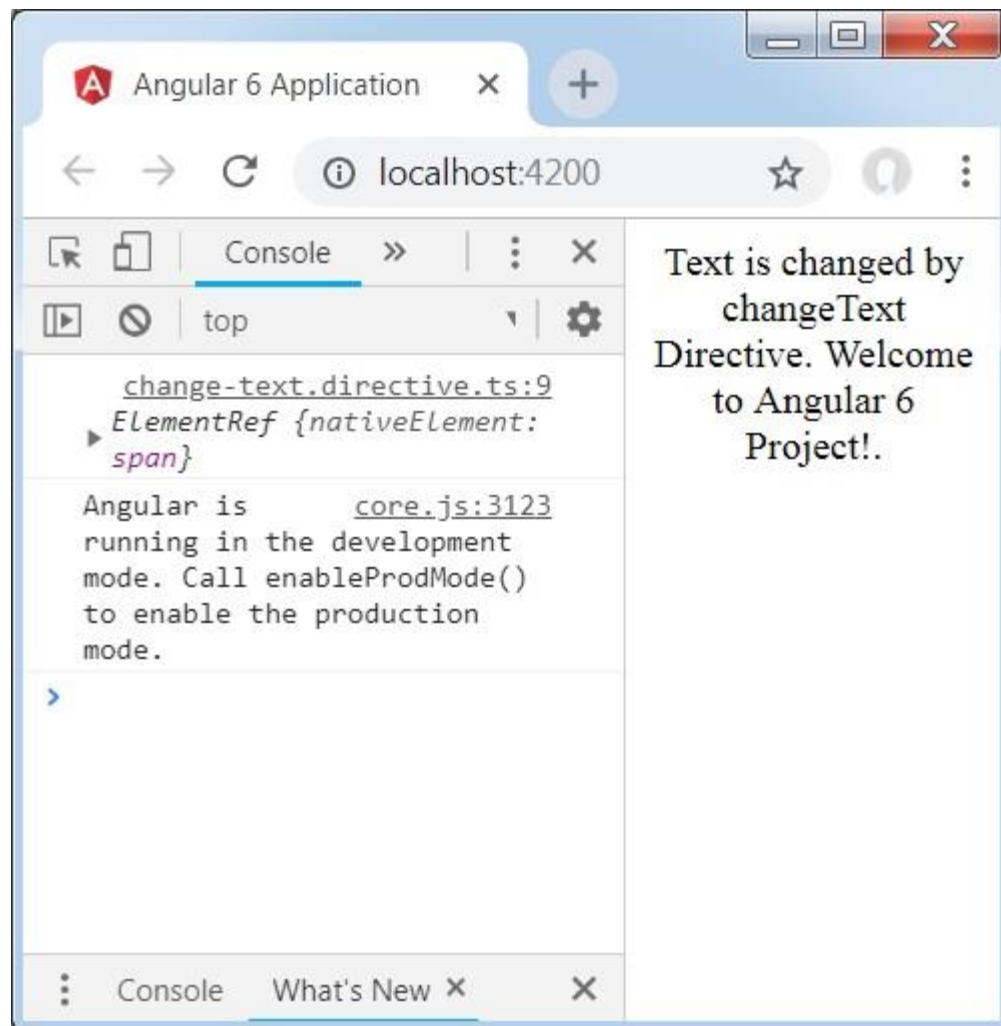 Angular 6 Application
localhost:4200
Console
top
change-text.directive.ts:9
ElementRef {nativeElement:
span}
Angular is core.js:3123
running in the development
mode. Call enableProdMode()
to enable the production
mode.
Console What's New
Text is changed by
changeText
Directive. Welcome
to Angular 6
Project!.